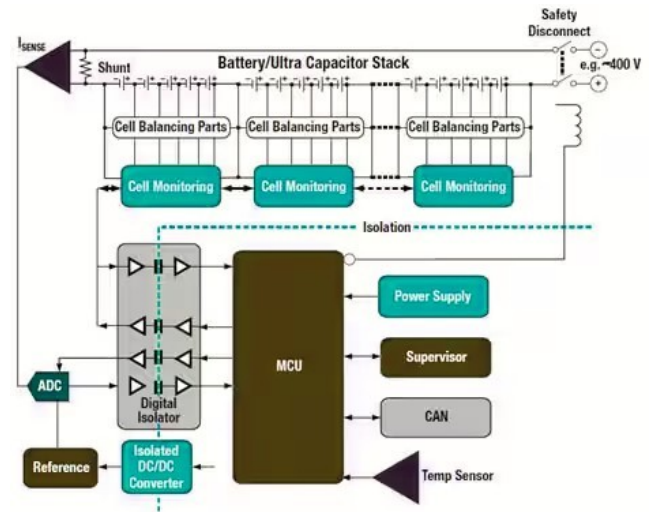 Safety
Disconnect
ISENSE
Shunt
Battery/Ultra Capacitor Stack
e.g. ~400 V
Cell Balancing Parts
Cell Balancing Parts
Cell Balancing Parts
Cell Monitoring
Cell Monitoring
Cell Monitoring
Isolation
Power Supply
MCU
Supervisor
ADC
CAN
Digital
Isolator
Reference
Isolated
DC/DC
Converter
Temp Sensor